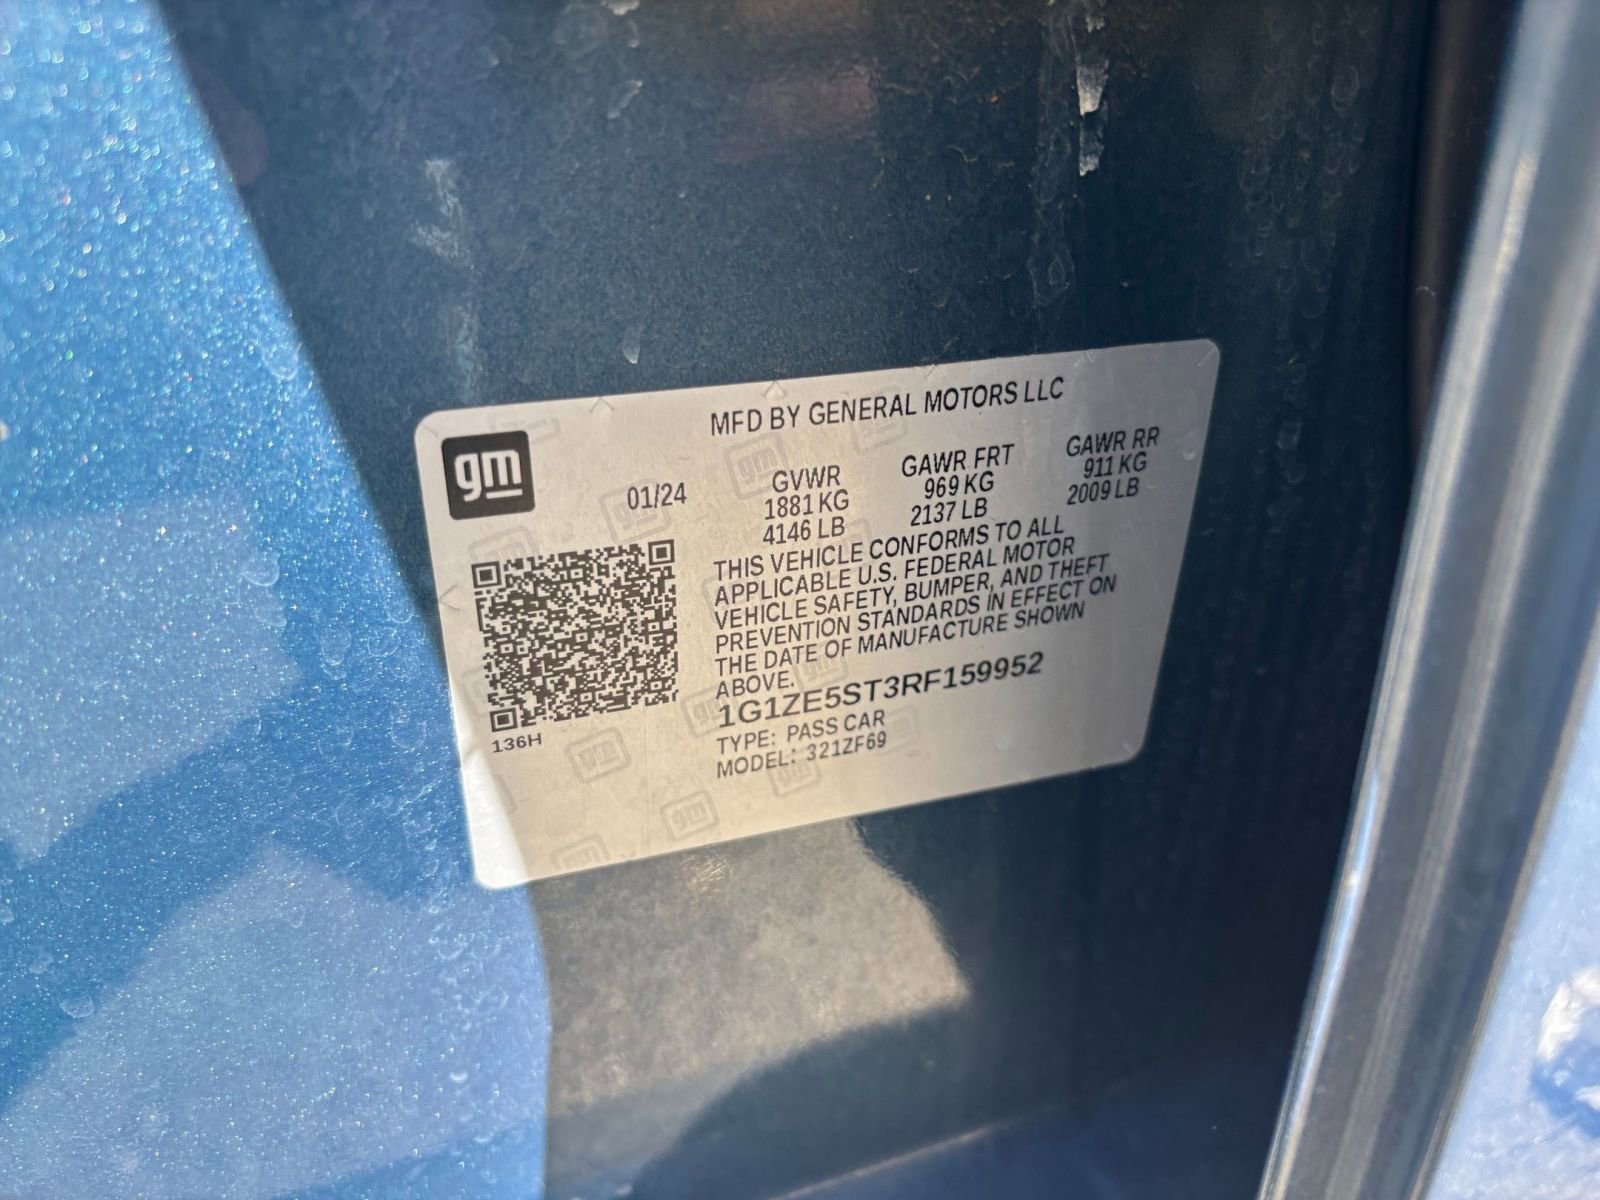 MFD BY GENERAL MOTORS LLC
gm
01/24
GVWR
1881 KG
4146 LB
GAWR FRT
969 KG
2137 LB
GAWR RR
911 KG
2009 LB
THIS VEHICLE CONFORMS TO ALL
APPLICABLE U.S. FEDERAL MOTOR
VEHICLE SAFETY, BUMPER, AND THEFT
PREVENTION STANDARDS IN EFFECT ON
THE DATE OF MANUFACTURE SHOWN
ABOVE.
1G1ZE5ST3RF159952
TYPE: PASS CAR
MODEL: 321ZF69
136H